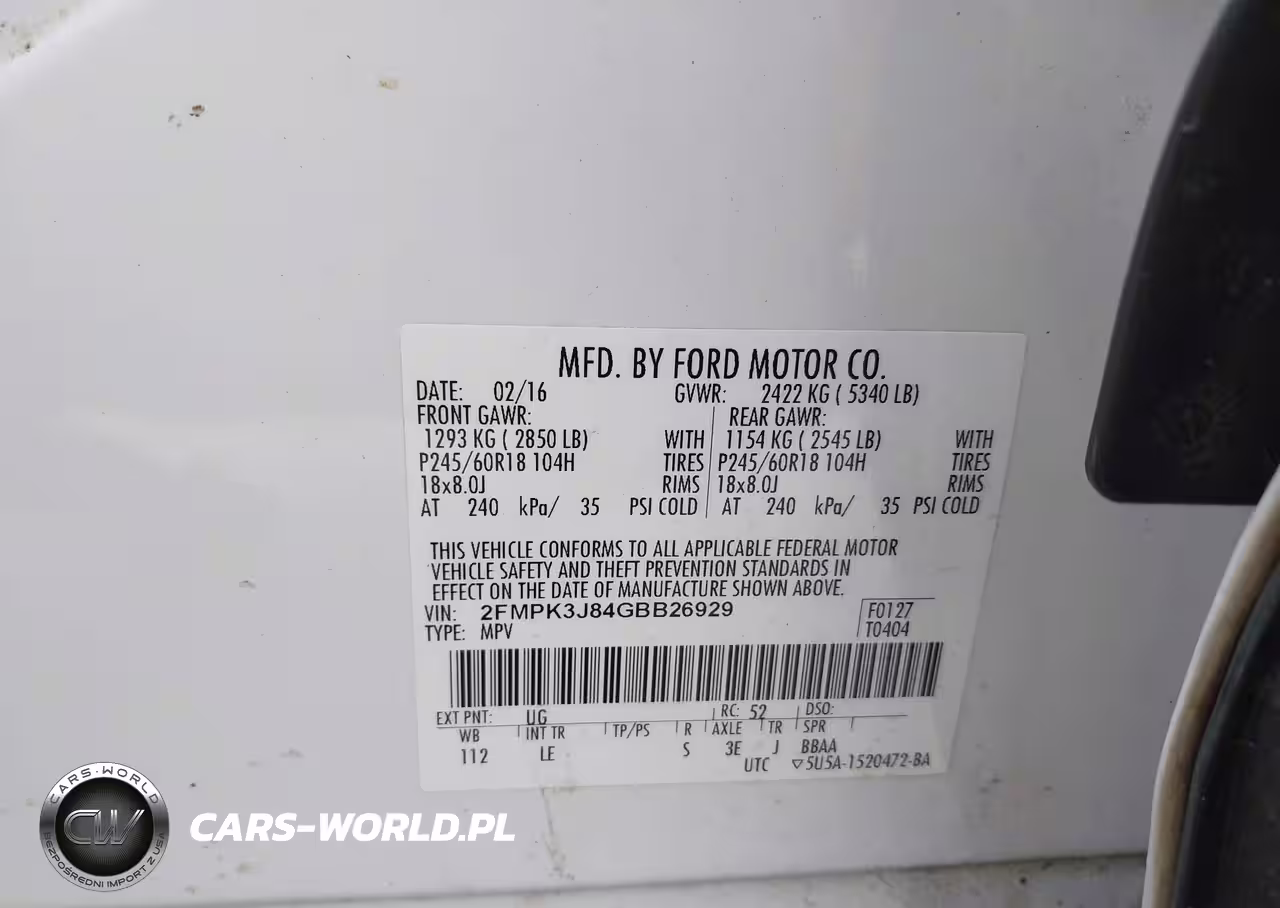 MFD. BY FORD MOTOR CO.
DATE: 02/16 GVWR: 2422 KG ( 5340 LB)
FRONT GAWR: REAR GAWR:
1293 KG ( 2850 LB) WITH 1154 KG ( 2545 LB) WITH
P245/60R18 104H TIRES P245/60R18 104H TIRES
18x8.0J RIMS 18x8.0J RIMS
AT 240 kPa/ 35 PSI COLD AT 240 kPa/ 35 PSI COLD
THIS VEHICLE CONFORMS TO ALL APPLICABLE FEDERAL MOTOR
VEHICLE SAFETY AND THEFT PREVENTION STANDARDS IN
EFFECT ON THE DATE OF MANUFACTURE SHOWN ABOVE.
VIN: 2FMPK3J84GBB26929 F0127
TYPE: MPV T0404
EXT PNT: UG RC: 52 DSO:
WB INT TR TP/PS R AXLE TR SPR
112 LE S 3E J BBAA
UTC ▽5U5A-1520472-BA
CARS-WORLD
CW
BEZPOŚREDNI IMPORT Z USA
CARS-WORLD.PL